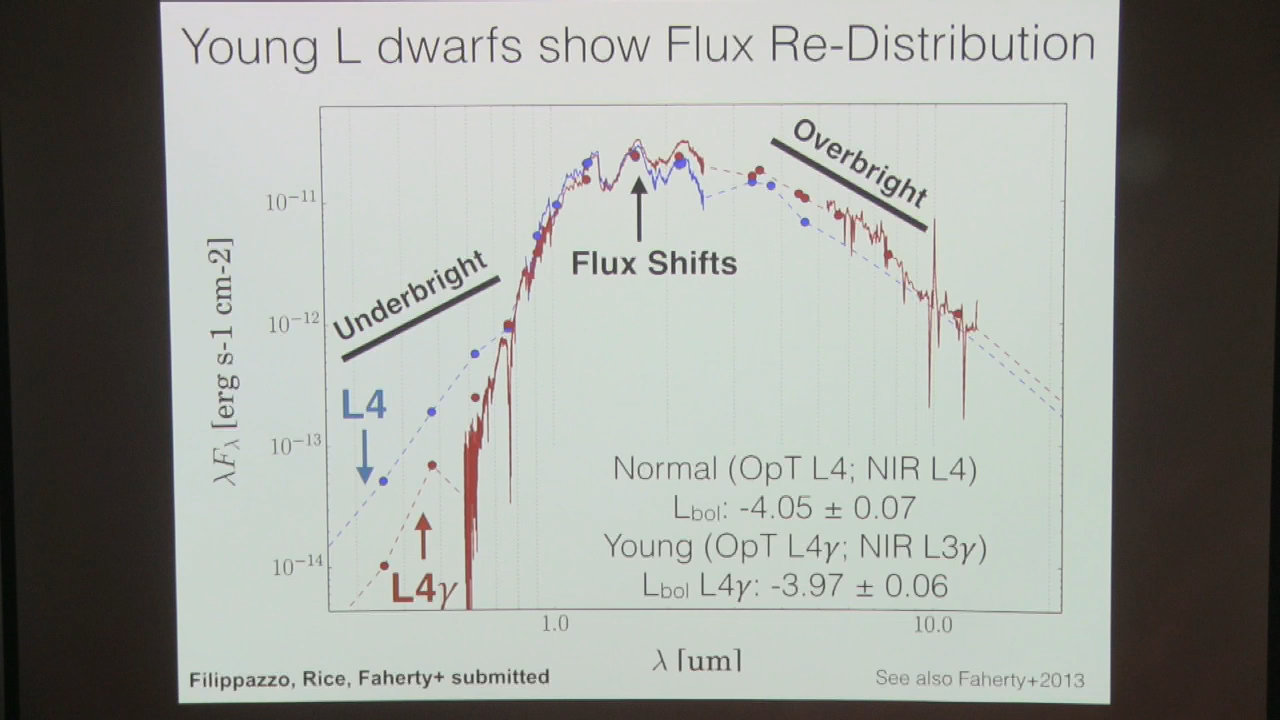 Young L dwarfs show Flux Re-Distribution
Overbright
10⁻¹¹
Flux Shifts
Underbright
10⁻¹²
λFλ [erg s-1 cm-2]
L4
10⁻¹³
Normal (OpT L4; NIR L4)
Lbol: -4.05 ± 0.07
Young (OpT L4γ; NIR L3γ)
10⁻¹⁴
L4γ
Lbol L4γ: -3.97 ± 0.06
1.0
10.0
λ [um]
Filippazzo, Rice, Faherty+ submitted
See also Faherty+2013